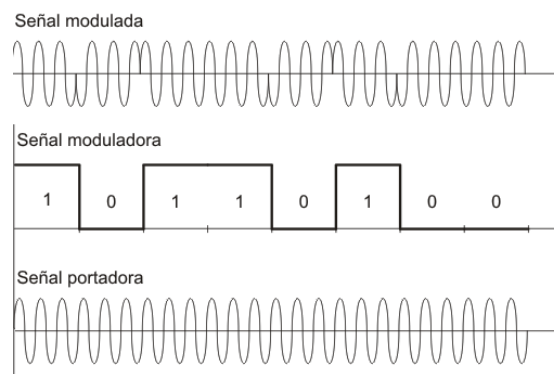 Señal modulada
Señal moduladora
1 0 1 1 0 1 0 0
Señal portadora